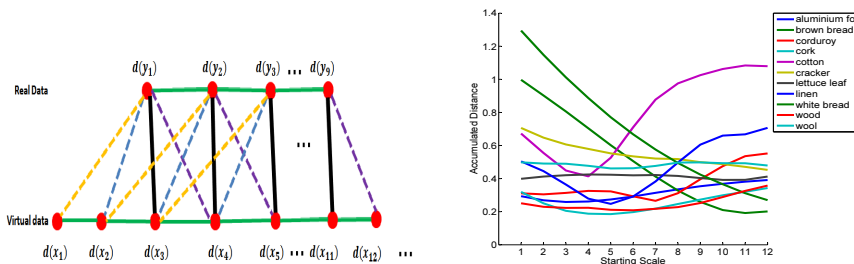 d(y₁) d(y₂) d(y₃) ... d(y₉)
Real Data
...
...
Virtual data
d(x₁) d(x₂) d(x₃) d(x₄) d(x₅) ... d(x₁₁) d(x₁₂) ...
Accumulated Distance
1.4
1.2
1
0.8
0.6
0.4
0.2
0
1 2 3 4 5 6 7 8 9 10 11 12
Starting Scale
aluminium fo
brown bread
corduroy
cork
cotton
cracker
lettuce leaf
linen
white bread
wood
wool